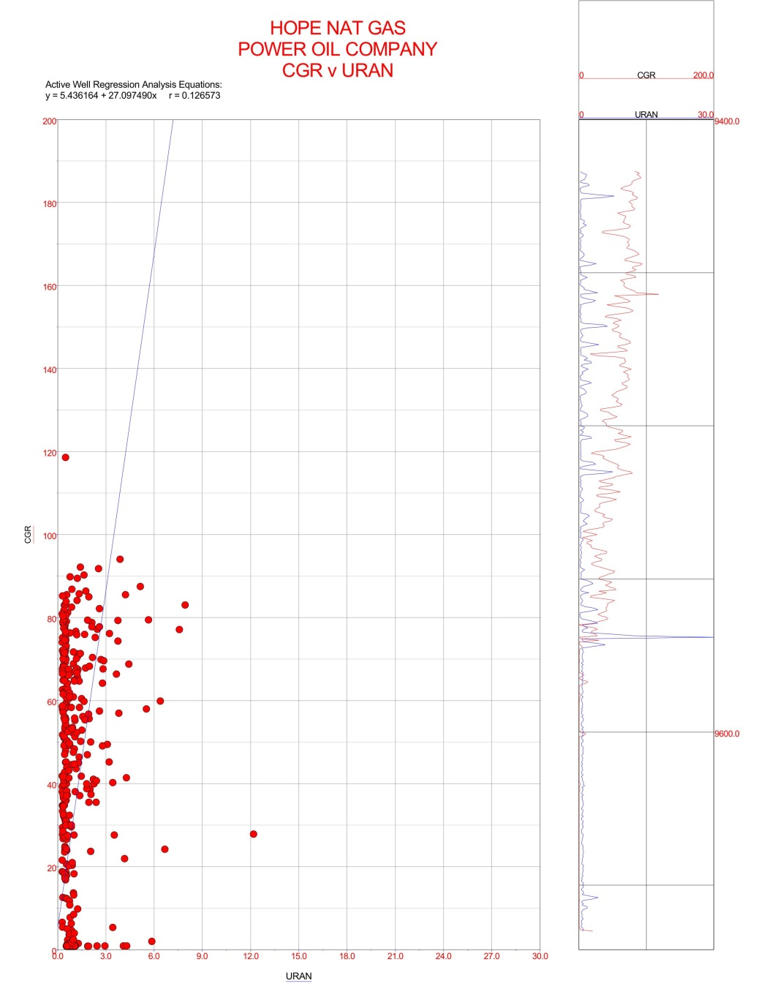 HOPE NAT GAS
POWER OIL COMPANY
CGR v URAN
Active Well Regression Analysis Equations:
y = 5.436164 + 27.097490x r = 0.126573
0 CGR 200.0
0 URAN 30.0
9400.0
9600.0
200
180
160
140
120
100
80
60
40
20
0
CGR
0.0 3.0 6.0 9.0 12.0 15.0 18.0 21.0 24.0 27.0 30.0
URAN